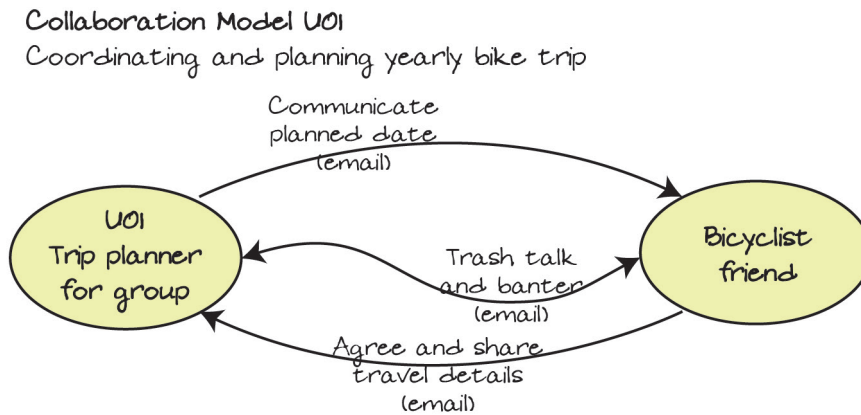 Collaboration Model U01
Coordinating and planning yearly bike trip
Communicate
planned date
(email)
U01
Trip planner
for group
Trash talk
and banter
(email)
Bicyclist
friend
Agree and share
travel details
(email)